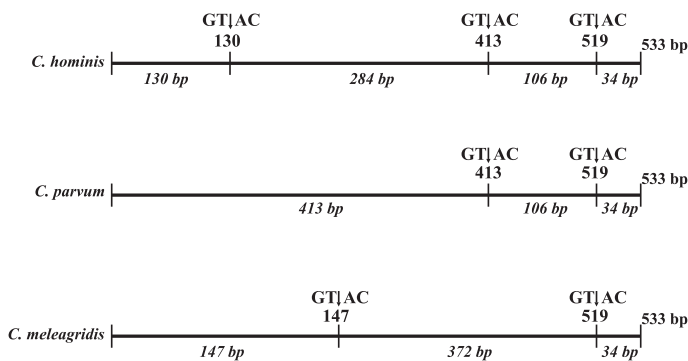 GT↓AC GT↓AC GT↓AC
130 413 519 533 bp
C. hominis
130 bp 284 bp 106 bp 34 bp
GT↓AC GT↓AC
413 519 533 bp
C. parvum
413 bp 106 bp 34 bp
GT↓AC GT↓AC
147 519 533 bp
C. meleagridis
147 bp 372 bp 34 bp